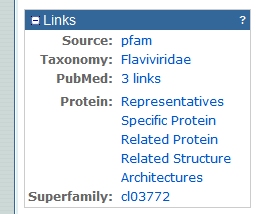 Links ?
Source: pfam
Taxonomy: Flaviviridae
PubMed: 3 links
Protein: Representatives
Specific Protein
Related Protein
Related Structure
Architectures
Superfamily: cl03772